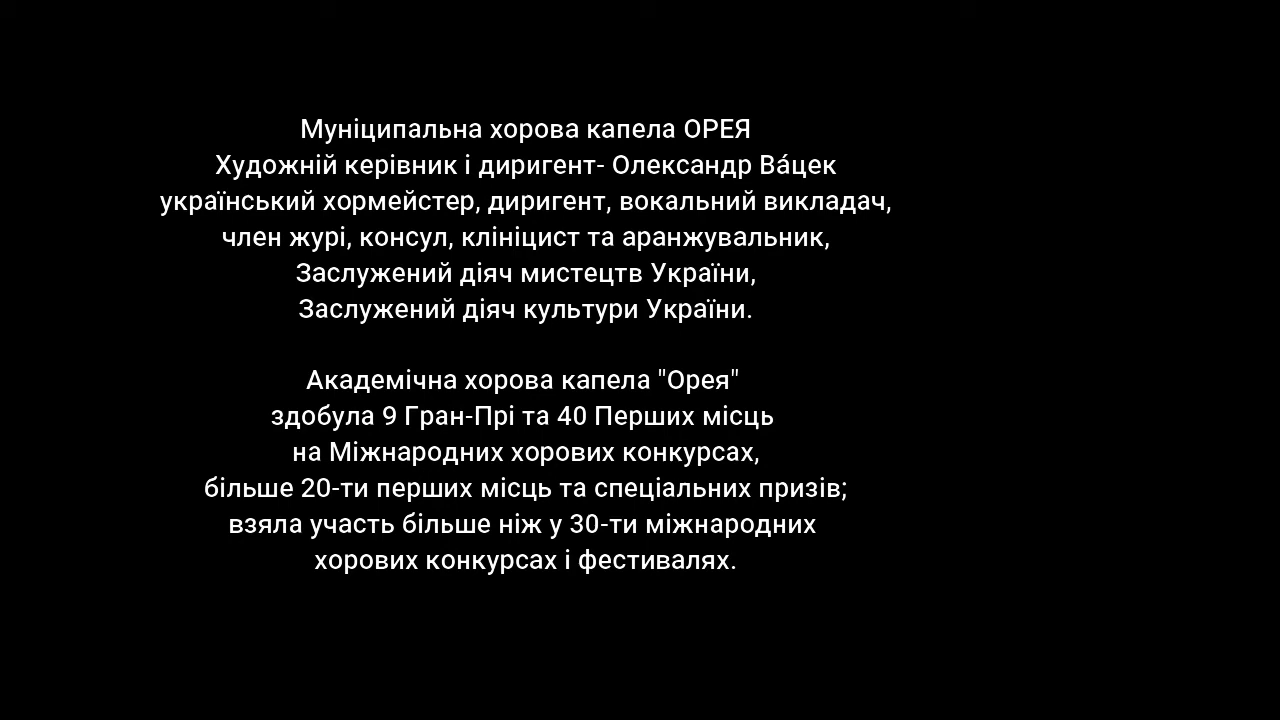 Муніципальна хорова капела ОРЕЯ
Художній керівник і диригент- Олександр Ва́цек
український хормейстер, диригент, вокальний викладач,
член журі, консул, клініцист та аранжувальник,
Заслужений діяч мистецтв України,
Заслужений діяч культури України.
Академічна хорова капела "Орея"
здобула 9 Гран-Прі та 40 Перших місць
на Міжнародних хорових конкурсах,
більше 20-ти перших місць та спеціальних призів;
взяла участь більше ніж у 30-ти міжнародних
хорових конкурсах і фестивалях.